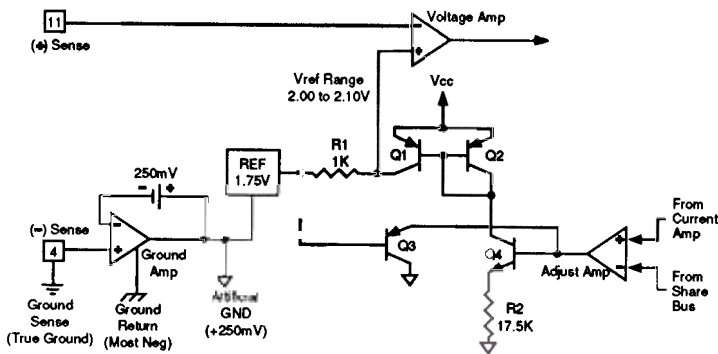 11
(+) Sense
Voltage Amp
Vref Range
2.00 to 2.10V
Vcc
R1
1K
Q1
Q2
REF
1.75V
250mV
(–) Sense
4
Ground
Amp
Ground
Sense
(True Ground)
Ground
Return
(Most Neg)
Artificial
GND
(+250mV)
Q3
Q4
R2
17.5K
Adjust Amp
From
Current
Amp
From
Share
Bus